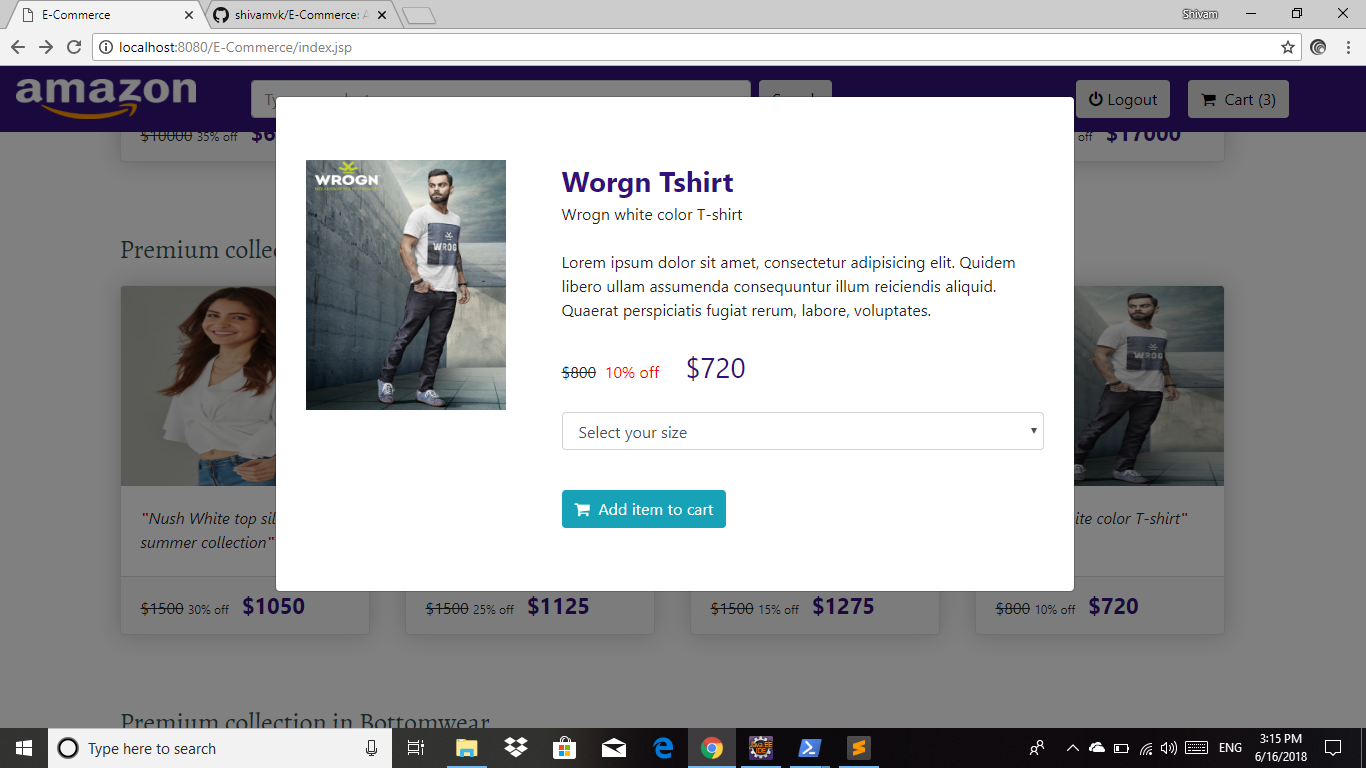 E-Commerce
shivamvk/E-Commerce: A
Shivam
localhost:8080/E-Commerce/index.jsp
amazon
Logout
Cart (3)
$10000 35% off
off $17000
Premium colle
WROGN
WROGN
Worgn Tshirt
Wrogn white color T-shirt
Lorem ipsum dolor sit amet, consectetur adipisicing elit. Quidem
libero ullam assumenda consequuntur illum reiciendis aliquid.
Quaerat perspiciatis fugiat rerum, labore, voluptates.
$800 10% off $720
Select your size
Add item to cart
WROGN
"Nush White top sil
summer collection"
ite color T-shirt"
$1500 30% off $1050
$1500 25% off $1125
$1500 15% off $1275
$800 10% off $720
Premium collection in Bottomwear
Type here to search
ENG
3:15 PM
6/16/2018